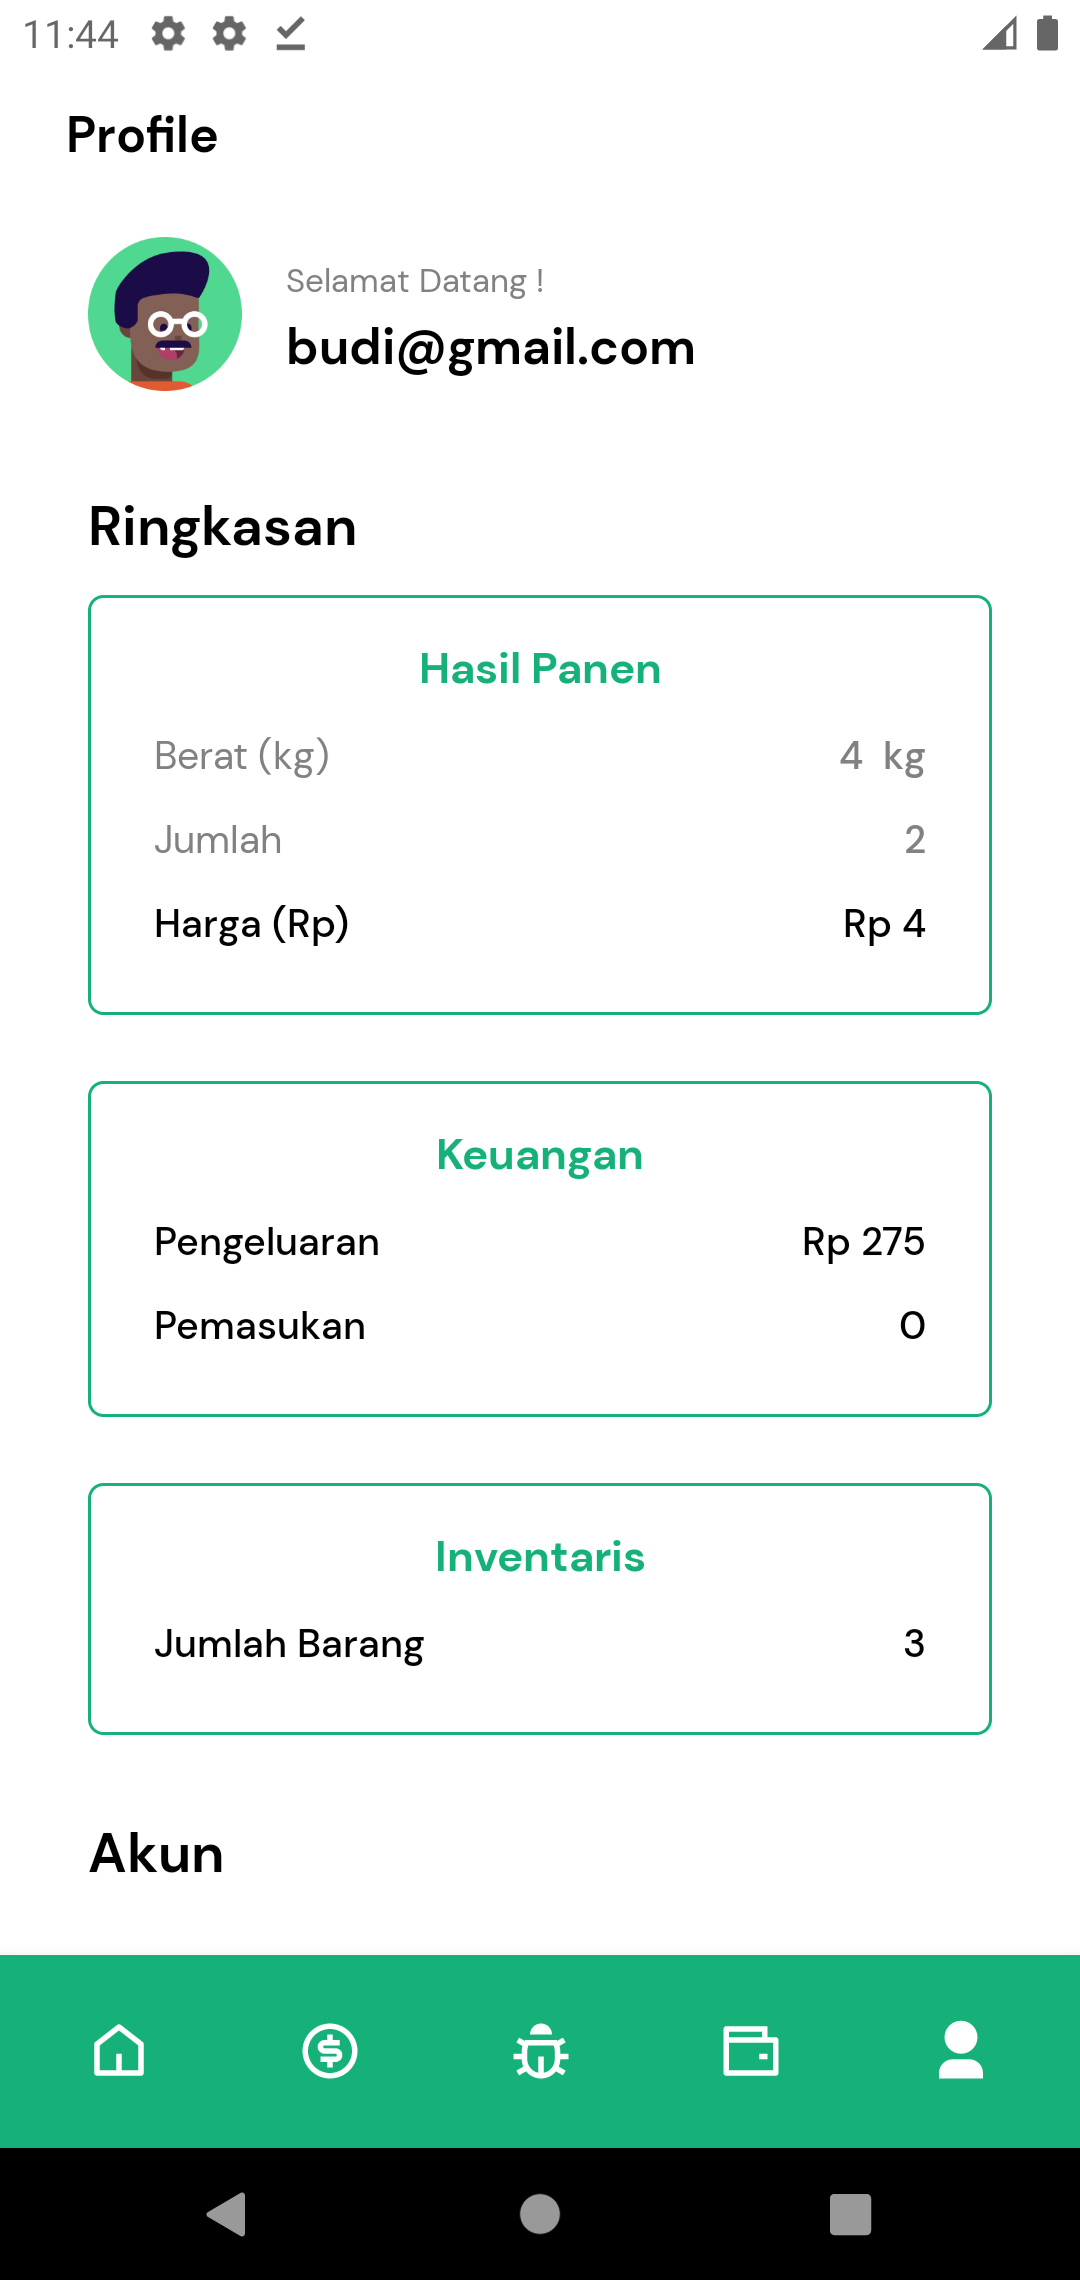 11:44
Profile
Selamat Datang !
budi@gmail.com
Ringkasan
Hasil Panen
Berat (kg) 4 kg
Jumlah 2
Harga (Rp) Rp 4
Keuangan
Pengeluaran Rp 275
Pemasukan 0
Inventaris
Jumlah Barang 3
Akun